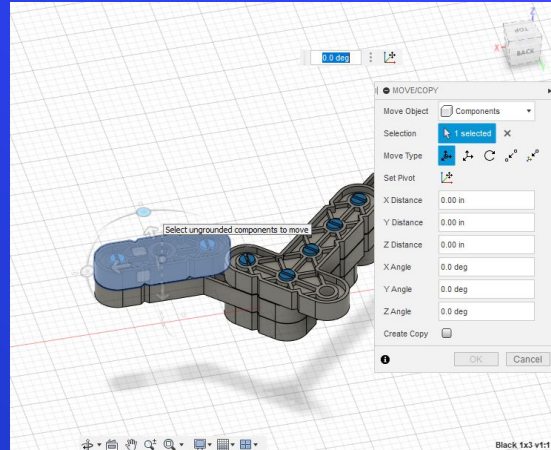 Z
TOP
X
BACK
0.0 deg
MOVE/COPY
Move Object Components
Selection 1 selected
Move Type
Set Pivot
X Distance 0.00 in
Y Distance 0.00 in
Z Distance 0.00 in
X Angle 0.0 deg
Y Angle 0.0 deg
Z Angle 0.0 deg
Create Copy
OK Cancel
Select ungrounded components to move
Black 1x3 v1:1